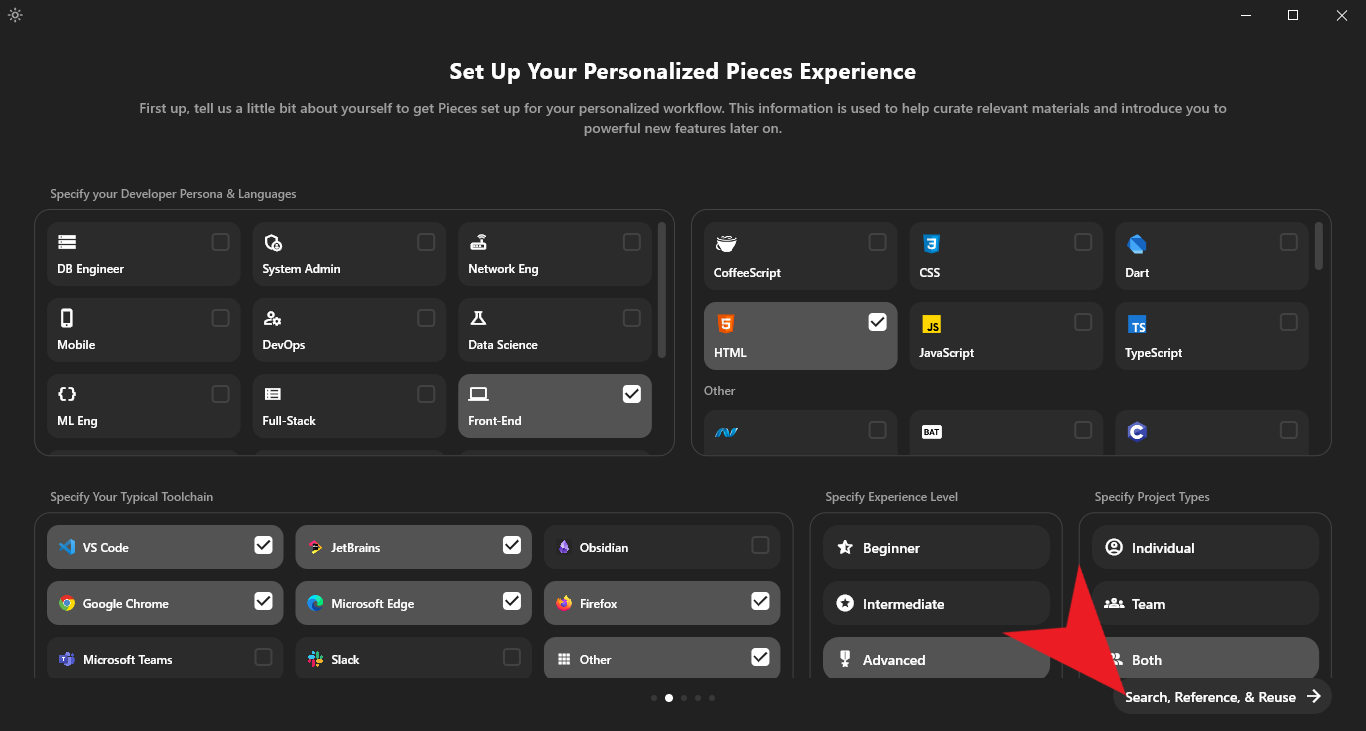 Set Up Your Personalized Pieces Experience
First up, tell us a little bit about yourself to get Pieces set up for your personalized workflow. This information is used to help curate relevant materials and introduce you to
powerful new features later on.
Specify your Developer Persona & Languages
DB Engineer
System Admin
Network Eng
Mobile
DevOps
Data Science
ML Eng
Full-Stack
Front-End
CoffeeScript
3
CSS
Dart
5
HTML
JS
JavaScript
TS
TypeScript
Other
BAT
C
Specify Your Typical Toolchain
VS Code
JetBrains
Obsidian
Google Chrome
Microsoft Edge
Firefox
Microsoft Teams
Slack
Other
Specify Experience Level
Beginner
Intermediate
Advanced
Specify Project Types
Individual
Team
Both
Search, Reference, & Reuse